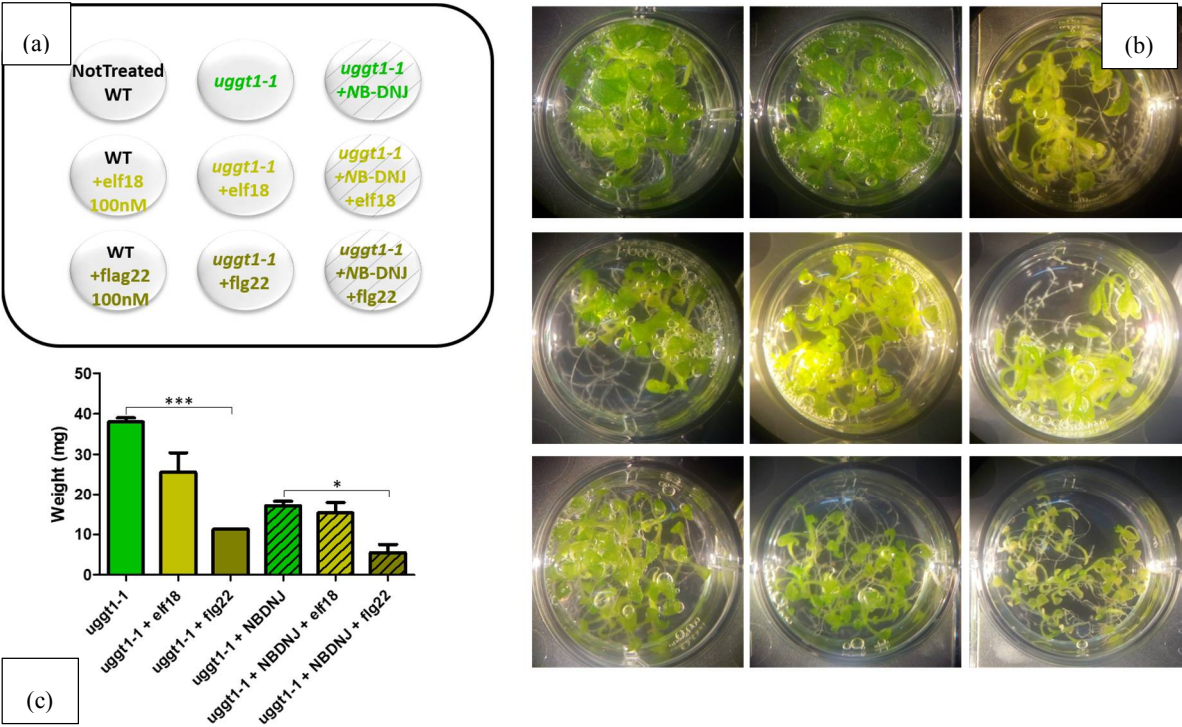 (a)
NotTreated
WT
uggt1-1
uggt1-1
+NB-DNJ
WT
+elf18
100nM
uggt1-1
+elf18
uggt1-1
+NB-DNJ
+elf18
WT
+flag22
100nM
uggt1-1
+flg22
uggt1-1
+NB-DNJ
+flg22
(b)
50
40
30
20
10
0
Weight (mg)
***
*
uggt1-1
uggt1-1 + elf18
uggt1-1 + flg22
uggt1-1 + NBDNJ
uggt1-1 + NBDNJ + elf18
uggt1-1 + NBDNJ + flg22
(c)